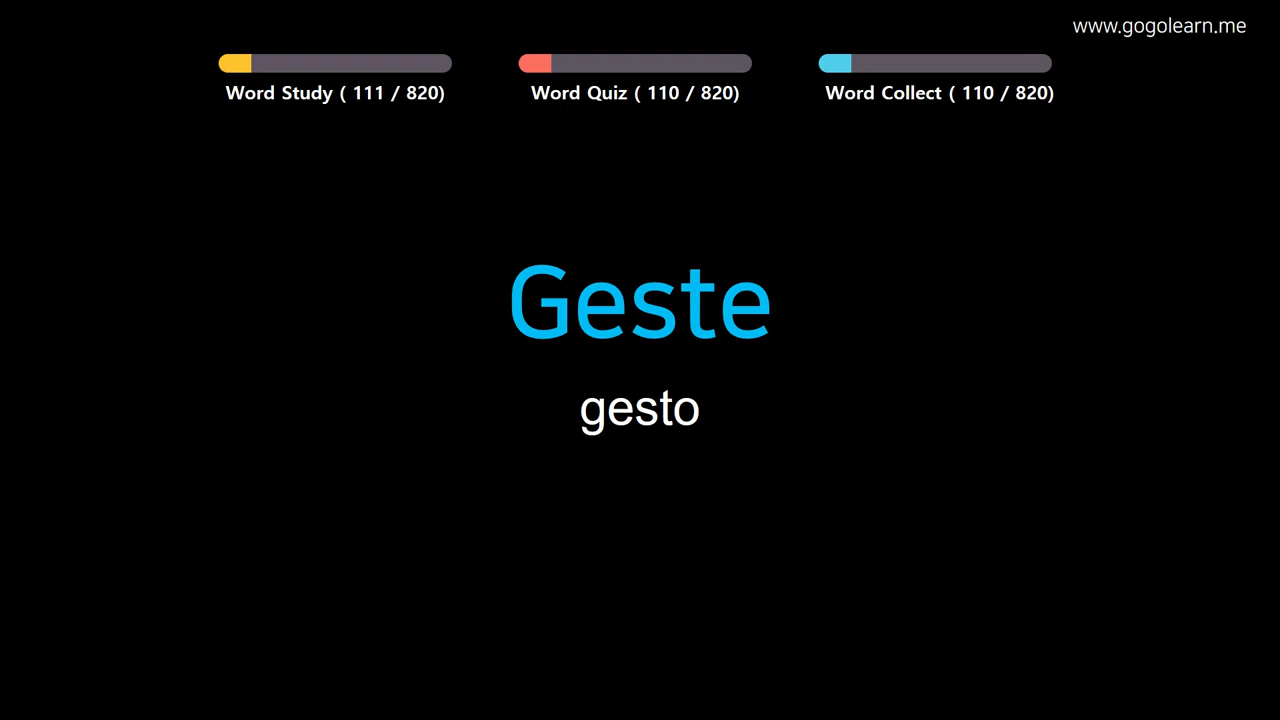 www.gogolearn.me
Word Study ( 111 / 820)
Word Quiz ( 110 / 820)
Word Collect ( 110 / 820)
Geste
gesto